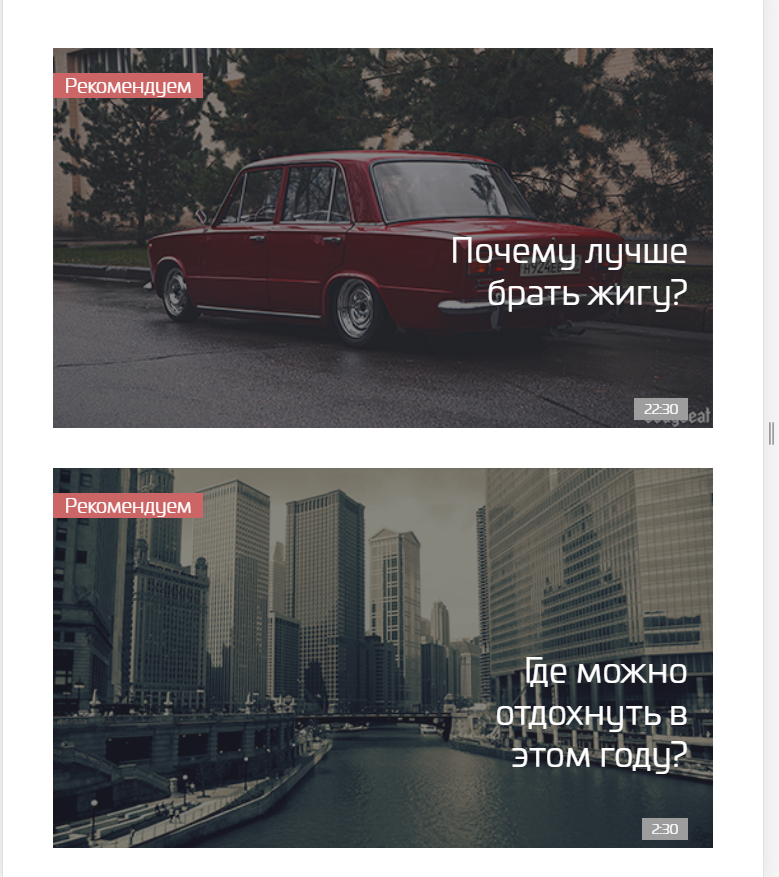 Рекомендуем
Почему лучше
брать жигу?
22:30
Рекомендуем
Где можно
отдохнуть в
этом году?
2:30